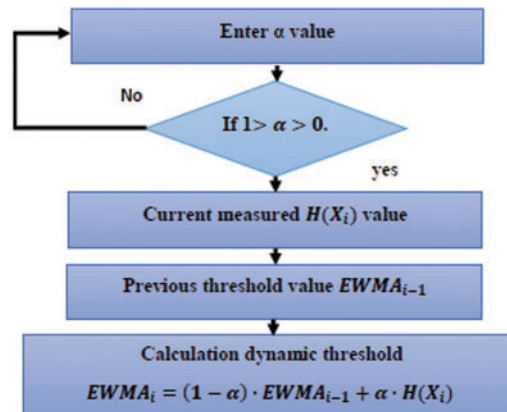 Enter α value
No
If 1> α > 0.
yes
Current measured H(Xᵢ) value
Previous threshold value EWMAᵢ₋₁
Calculation dynamic threshold
EWMAᵢ = (1 − α) · EWMAᵢ₋₁ + α · H(Xᵢ)